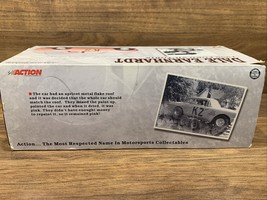 DALE EARNHARDT
ACTION
The car had an upriver metal flake roof
and it was decided that the whole car should
match the roof. They mixed the paint up,
painted the car and when it dried, it was
pink. They didn't have enough money
to repaint it, so it remained pink!
K2
Action... The Most Respected Name in Motorsports Collectables